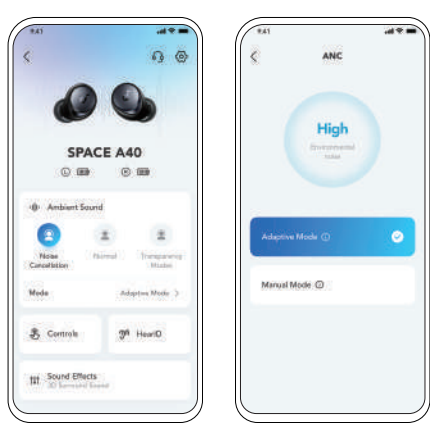 9:41
SPACE A40
L
R
Ambient Sound
Noise
Cancellation
Normal
Transparency
Modes
Mode
Adaptive Mode >
Controls
HearID
Sound Effects
3D Surround Sound
9:41
ANC
High
Environmental
noise
Adaptive Mode
Manual Mode